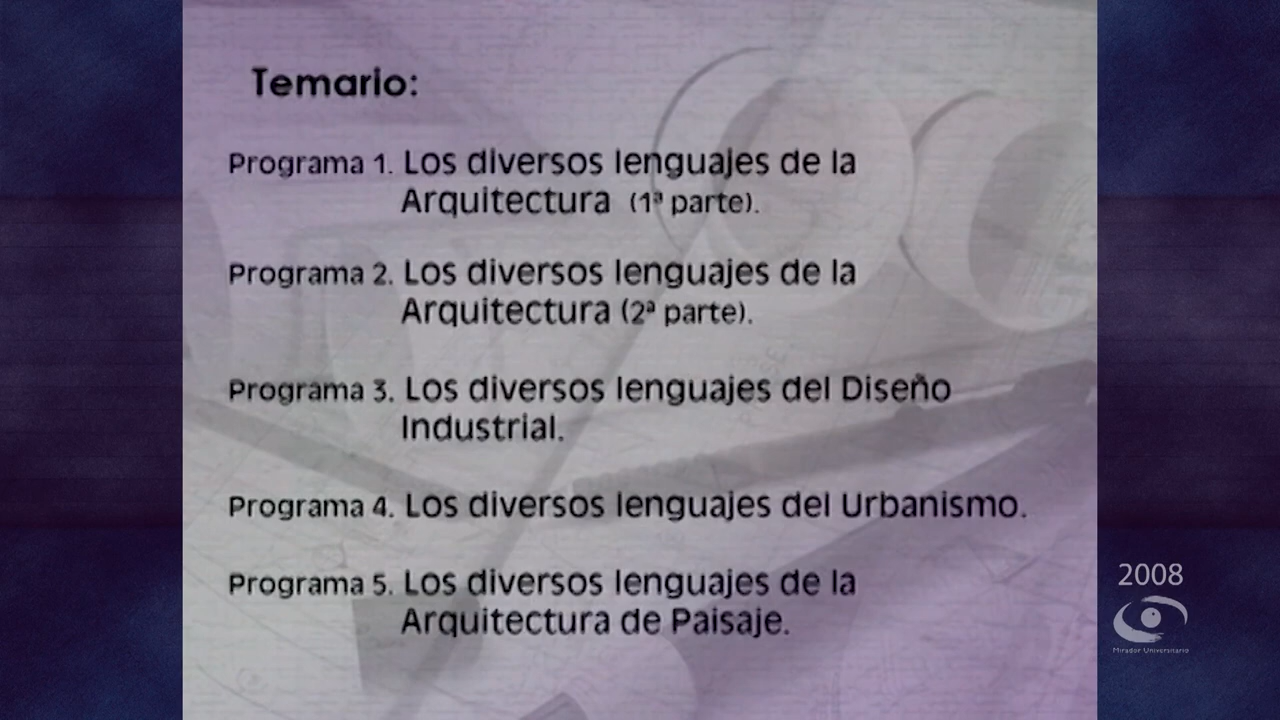 Temario:
Programa 1. Los diversos lenguajes de la
Arquitectura (1ª parte).
Programa 2. Los diversos lenguajes de la
Arquitectura (2ª parte).
Programa 3. Los diversos lenguajes del Diseño
Industrial.
Programa 4. Los diversos lenguajes del Urbanismo.
Programa 5. Los diversos lenguajes de la
Arquitectura de Paisaje.
2008
Mirador Universitario